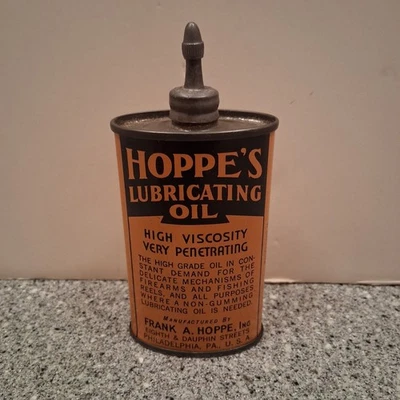 HOPPE'S
LUBRICATING
OIL
HIGH VISCOSITY
VERY PENETRATING
THE HIGH GRADE OIL IN CON-
STANT DEMAND FOR THE
DELICATE MECHANISMS OF
FIREARMS AND FISHING
REELS, AND ALL PURPOSES
WHERE A NON-GUMMING
LUBRICATING OIL IS NEEDED.
MANUFACTURED BY
FRANK A. HOPPE, INC
EIGHTH & DAUPHIN STREETS
PHILADELPHIA, PA., U.S.A.